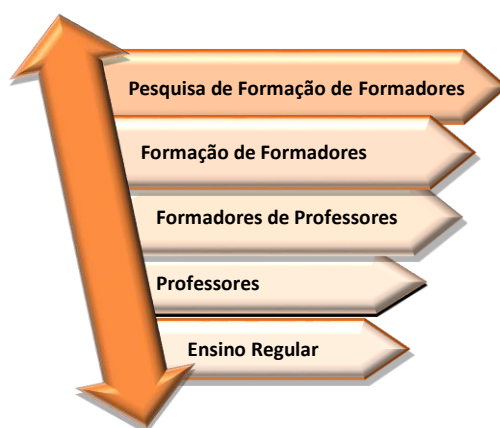 Pesquisa de Formação de Formadores
Formação de Formadores
Formadores de Professores
Professores
Ensino Regular